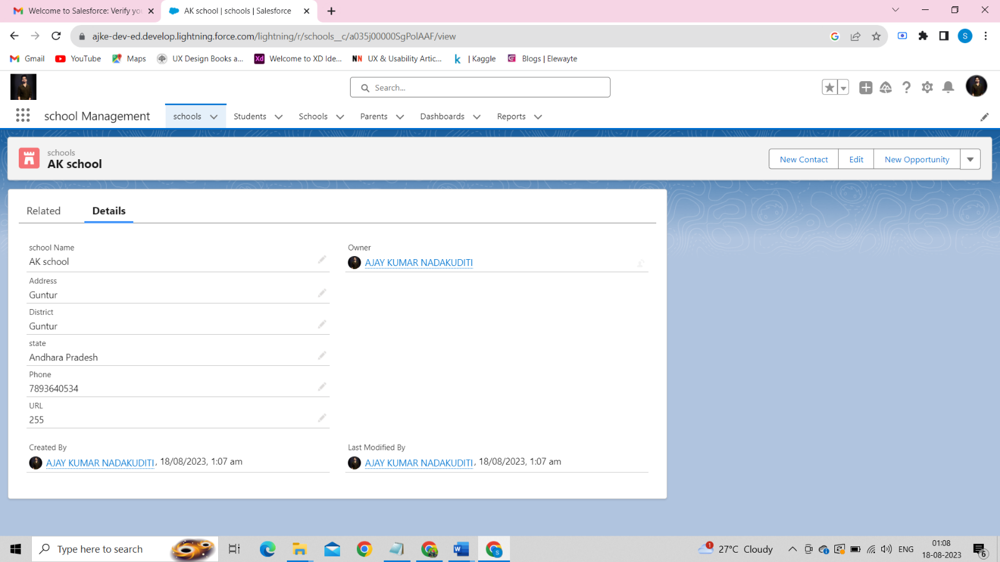 Welcome to Salesforce: Verify yo
AK school | schools | Salesforce
ajke-dev-ed.develop.lightning.force.com/lightning/r/schools__c/a035j00000SgPolAAF/view
S
Gmail
YouTube
Maps
UX Design Books a...
Xd
Welcome to XD Ide...
NN
UX & Usability Artic...
k
| Kaggle
Blogs | Elewayte
Search...
school Management
schools
Students
Schools
Parents
Dashboards
Reports
schools
AK school
New Contact
Edit
New Opportunity
Related
Details
school Name
AK school
Owner
AJAY KUMAR NADAKUDITI
Address
Guntur
District
Guntur
state
Andhara Pradesh
Phone
7893640534
URL
255
Created By
AJAY KUMAR NADAKUDITI, 18/08/2023, 1:07 am
Last Modified By
AJAY KUMAR NADAKUDITI, 18/08/2023, 1:07 am
Type here to search
W
S
1
27°C Cloudy
ENG
01:08
18-08-2023
6